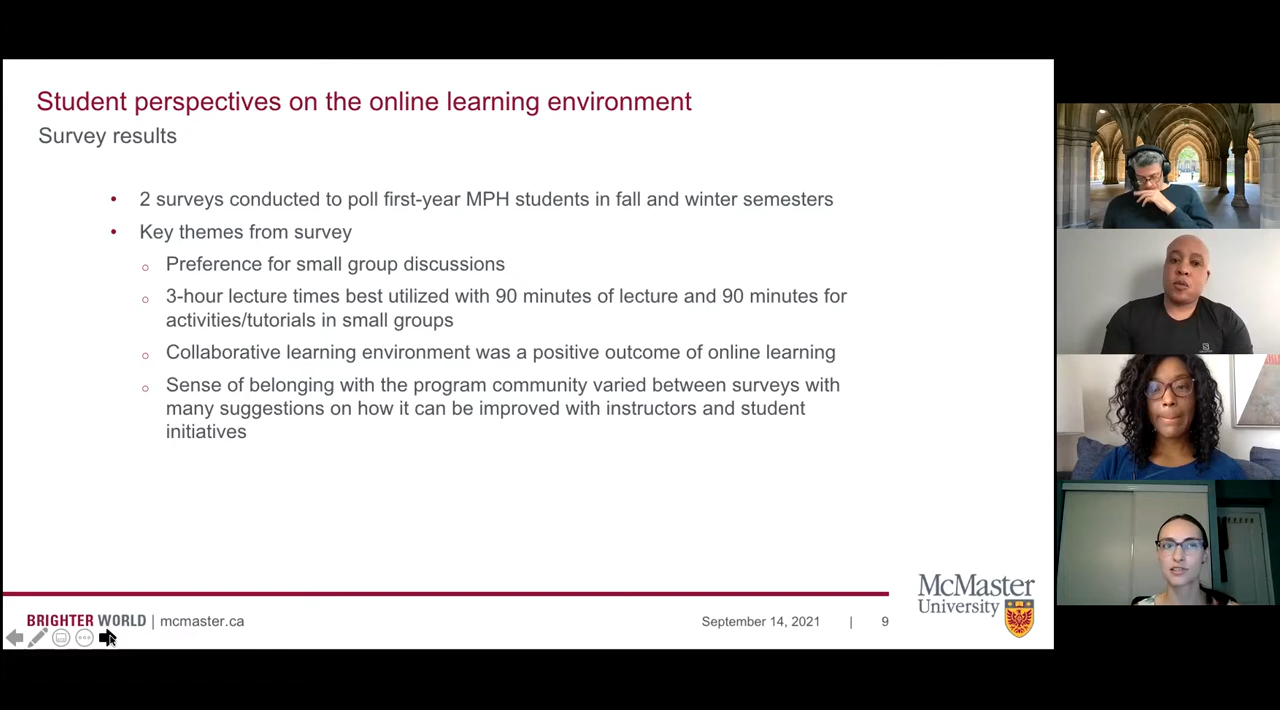 Student perspectives on the online learning environment
Survey results
• 2 surveys conducted to poll first-year MPH students in fall and winter semesters
• Key themes from survey
○ Preference for small group discussions
○ 3-hour lecture times best utilized with 90 minutes of lecture and 90 minutes for
activities/tutorials in small groups
○ Collaborative learning environment was a positive outcome of online learning
○ Sense of belonging with the program community varied between surveys with
many suggestions on how it can be improved with instructors and student
initiatives
McMaster
University
BRIGHTER WORLD | mcmaster.ca
September 14, 2021 | 9